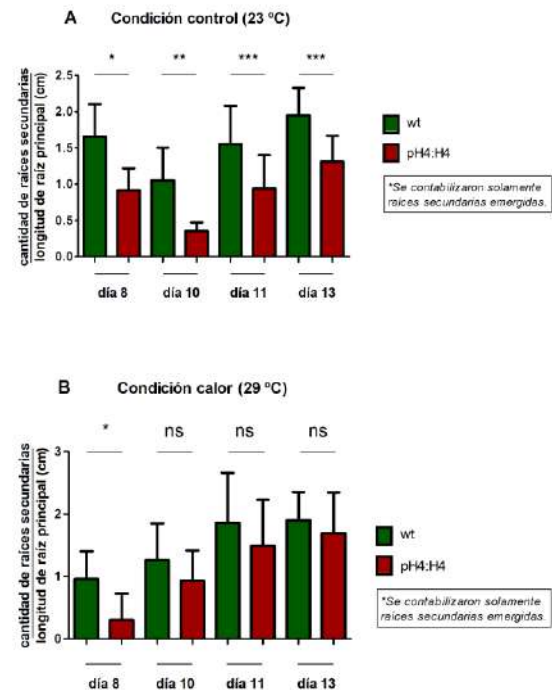 A
Condición control (23 ºC)
cantidad de raíces secundarias
longitud de raíz principal (cm)
2.5
2.0
1.5
1.0
0.5
0.0
*
**
***
***
día 8
día 10
día 11
día 13
wt
pH4:H4
*Se contabilizaron solamente
raíces secundarias emergidas.
B
Condición calor (29 ºC)
cantidad de raíces secundarias
longitud de raíz principal (cm)
3
2
1
0
*
ns
ns
ns
día 8
día 10
día 11
día 13
wt
pH4:H4
*Se contabilizaron solamente
raíces secundarias emergidas.